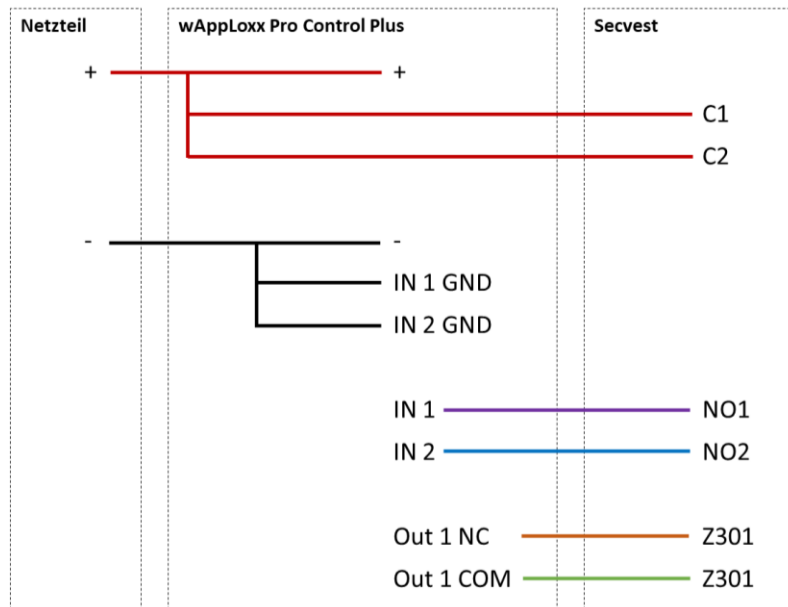 Netzteil
wAppLoxx Pro Control Plus
Secvest
+
+
C1
C2
-
-
IN 1 GND
IN 2 GND
IN 1
NO1
IN 2
NO2
Out 1 NC
Z301
Out 1 COM
Z301